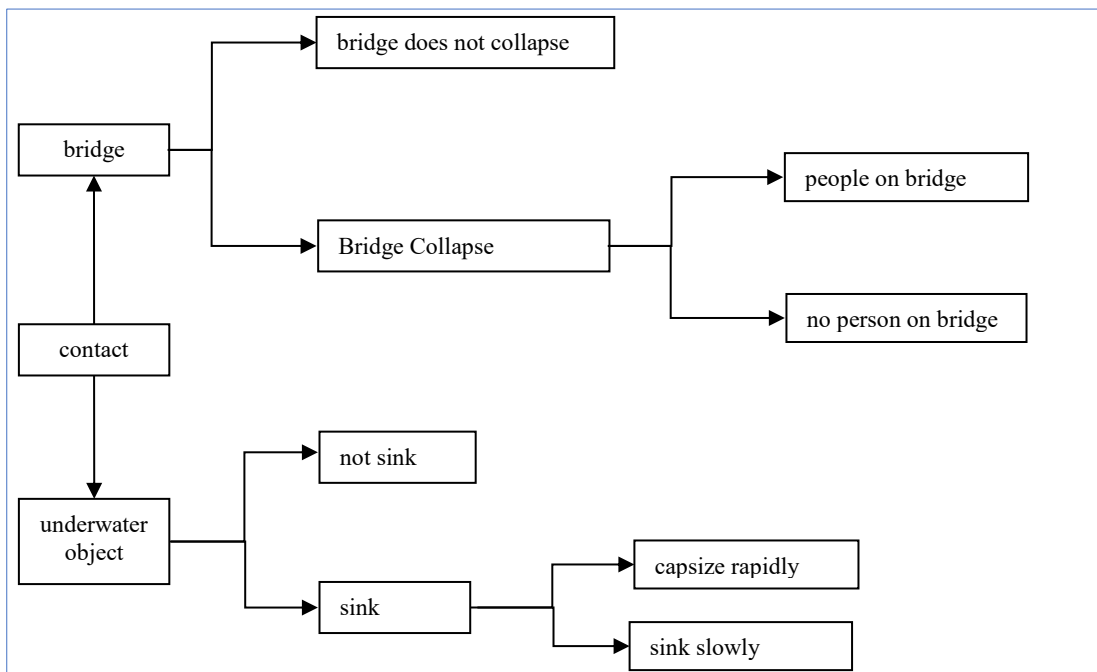 bridge does not collapse
bridge
people on bridge
Bridge Collapse
no person on bridge
contact
not sink
underwater
object
capsize rapidly
sink
sink slowly